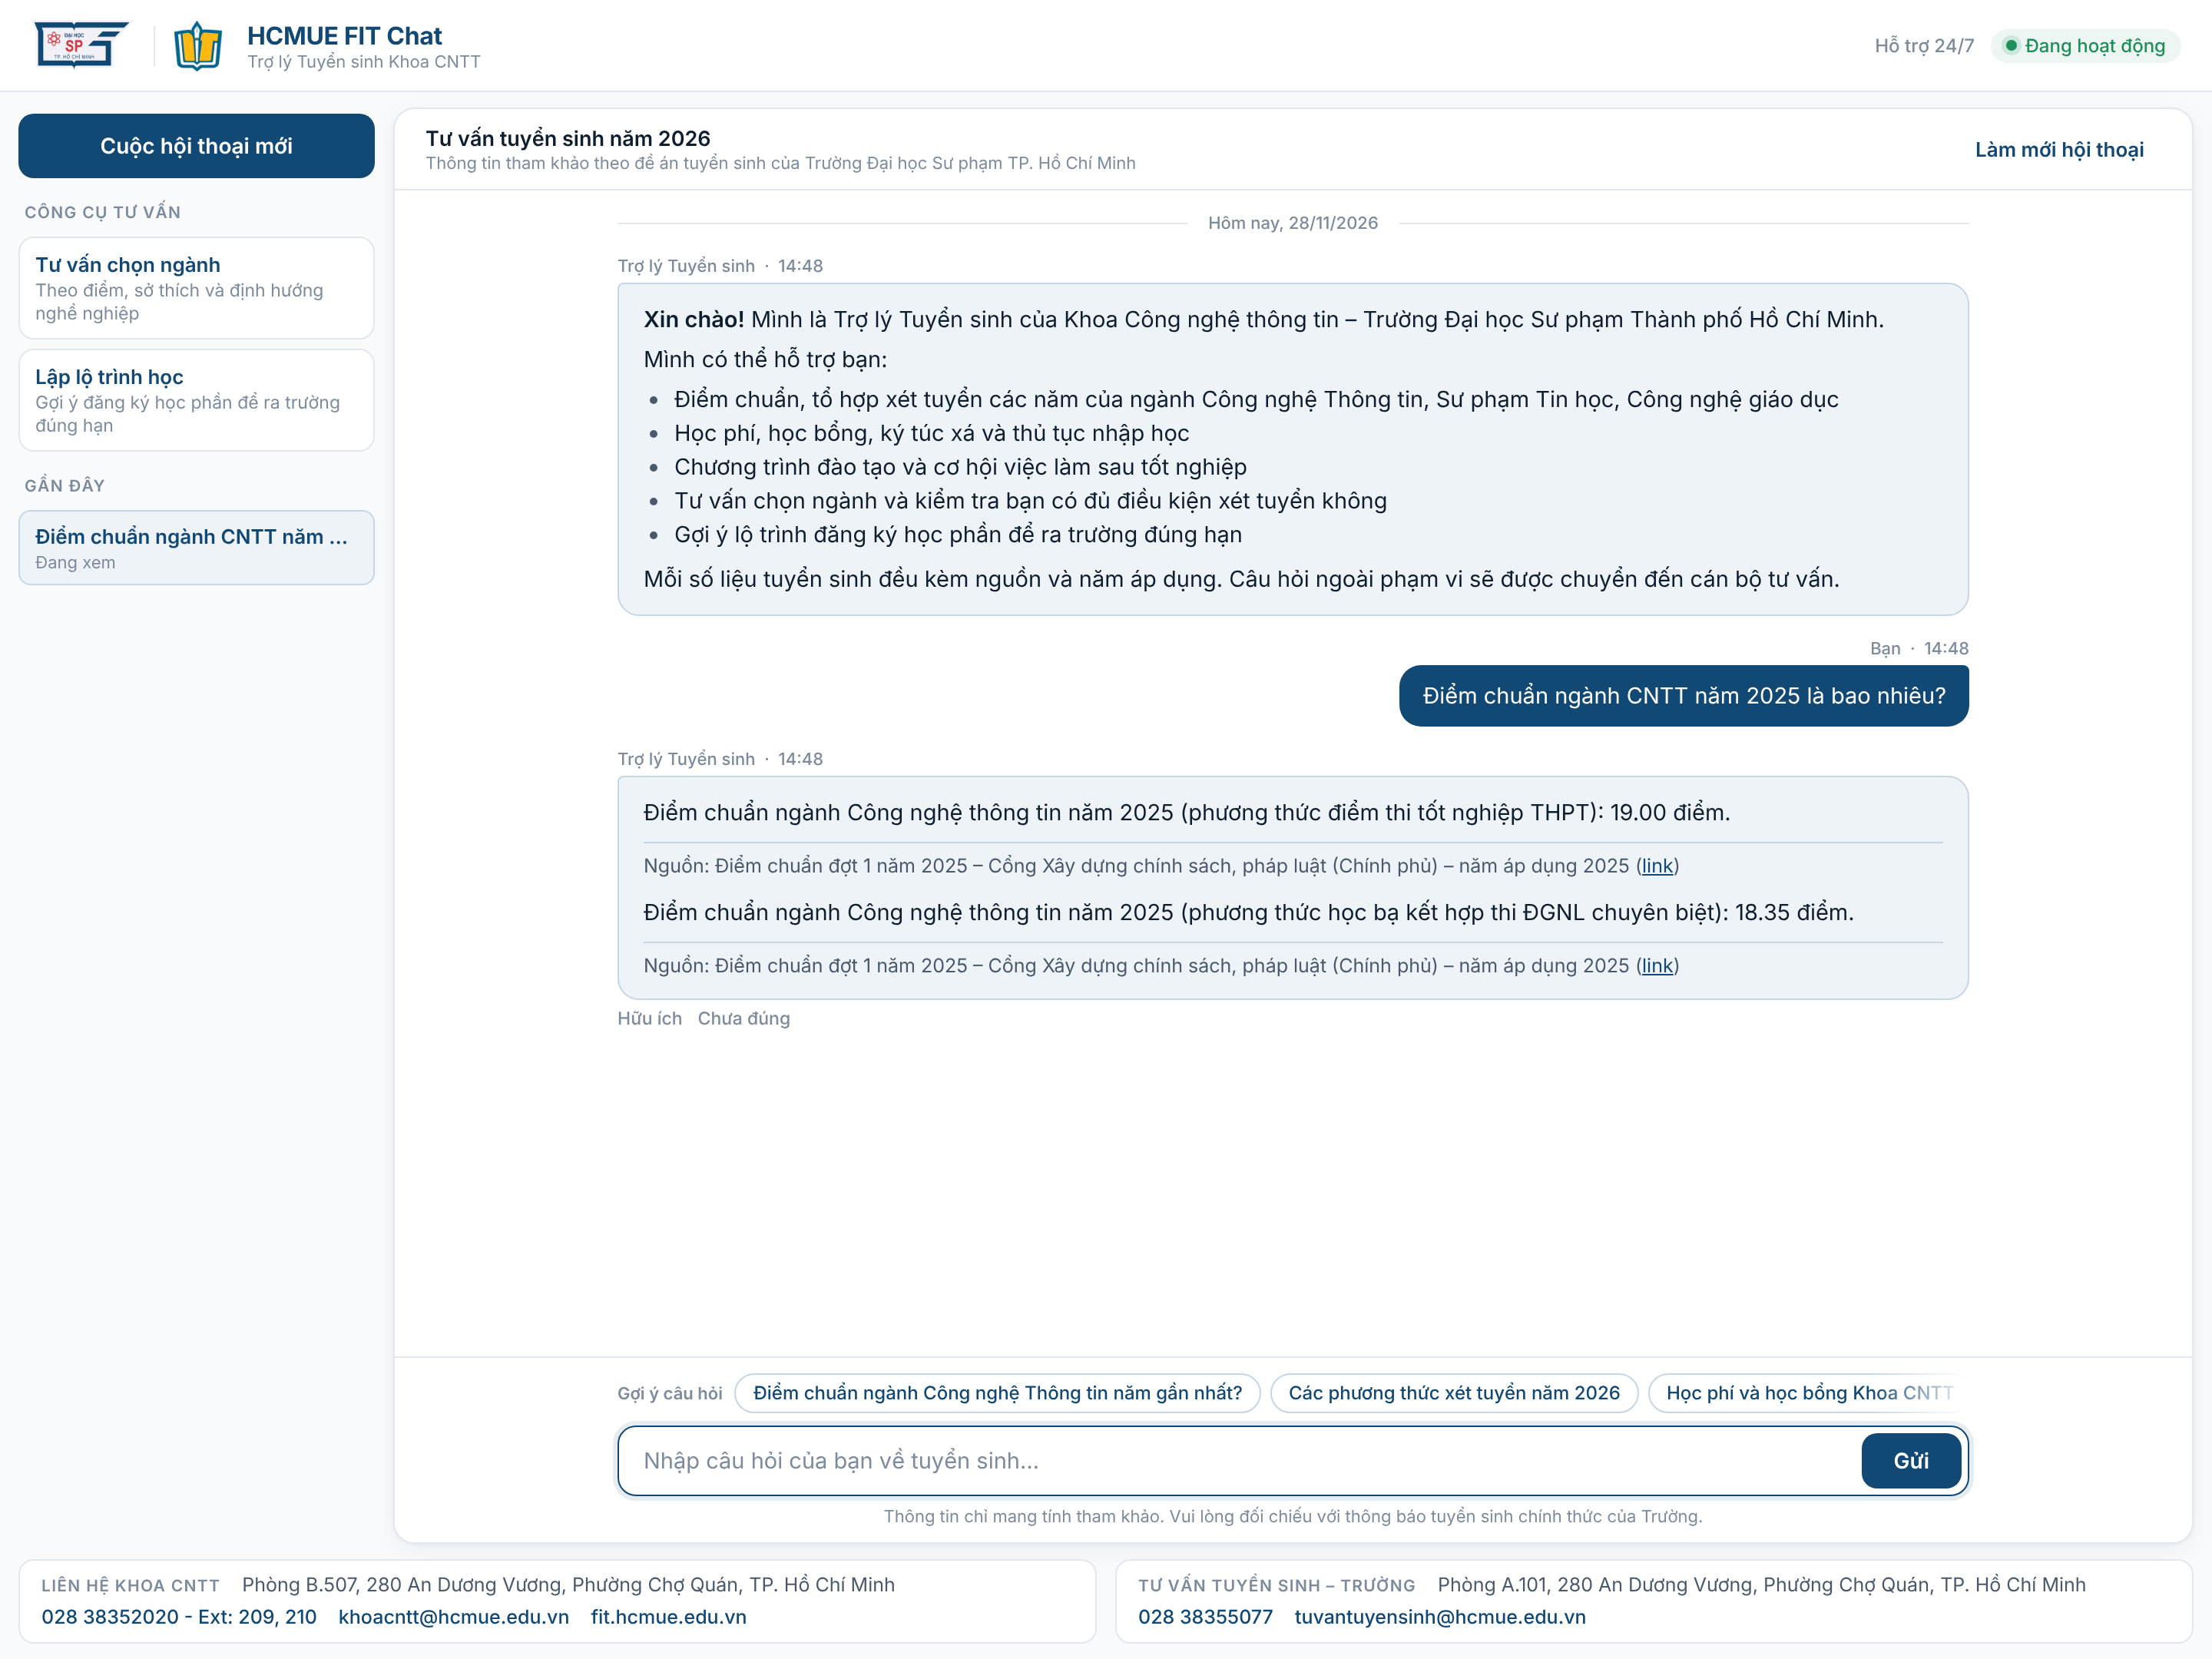 ĐẠI HỌC
SP
TP. HỒ CHÍ MINH
HCMUE FIT Chat
Trợ lý Tuyển sinh Khoa CNTT
Hỗ trợ 24/7
Đang hoạt động
Cuộc hội thoại mới
CÔNG CỤ TƯ VẤN
Tư vấn chọn ngành
Theo điểm, sở thích và định hướng
nghề nghiệp
Lập lộ trình học
Gợi ý đăng ký học phần để ra trường
đúng hạn
GẦN ĐÂY
Điểm chuẩn ngành CNTT năm ...
Đang xem
Tư vấn tuyển sinh năm 2026
Thông tin tham khảo theo đề án tuyển sinh của Trường Đại học Sư phạm TP. Hồ Chí Minh
Làm mới hội thoại
Hôm nay, 28/11/2026
Trợ lý Tuyển sinh · 14:48
Xin chào! Mình là Trợ lý Tuyển sinh của Khoa Công nghệ thông tin – Trường Đại học Sư phạm Thành phố Hồ Chí Minh.
Mình có thể hỗ trợ bạn:
• Điểm chuẩn, tổ hợp xét tuyển các năm của ngành Công nghệ Thông tin, Sư phạm Tin học, Công nghệ giáo dục
• Học phí, học bổng, ký túc xá và thủ tục nhập học
• Chương trình đào tạo và cơ hội việc làm sau tốt nghiệp
• Tư vấn chọn ngành và kiểm tra bạn có đủ điều kiện xét tuyển không
• Gợi ý lộ trình đăng ký học phần để ra trường đúng hạn
Mỗi số liệu tuyển sinh đều kèm nguồn và năm áp dụng. Câu hỏi ngoài phạm vi sẽ được chuyển đến cán bộ tư vấn.
Bạn · 14:48
Điểm chuẩn ngành CNTT năm 2025 là bao nhiêu?
Trợ lý Tuyển sinh · 14:48
Điểm chuẩn ngành Công nghệ thông tin năm 2025 (phương thức điểm thi tốt nghiệp THPT): 19.00 điểm.
Nguồn: Điểm chuẩn đợt 1 năm 2025 – Cổng Xây dựng chính sách, pháp luật (Chính phủ) – năm áp dụng 2025 (link)
Điểm chuẩn ngành Công nghệ thông tin năm 2025 (phương thức học bạ kết hợp thi ĐGNL chuyên biệt): 18.35 điểm.
Nguồn: Điểm chuẩn đợt 1 năm 2025 – Cổng Xây dựng chính sách, pháp luật (Chính phủ) – năm áp dụng 2025 (link)
Hữu ích Chưa đúng
Gợi ý câu hỏi
Điểm chuẩn ngành Công nghệ Thông tin năm gần nhất?
Các phương thức xét tuyển năm 2026
Học phí và học bổng Khoa CNTT
Nhập câu hỏi của bạn về tuyển sinh...
Gửi
Thông tin chỉ mang tính tham khảo. Vui lòng đối chiếu với thông báo tuyển sinh chính thức của Trường.
LIÊN HỆ KHOA CNTT Phòng B.507, 280 An Dương Vương, Phường Chợ Quán, TP. Hồ Chí Minh
028 38352020 - Ext: 209, 210 khoacntt@hcmue.edu.vn fit.hcmue.edu.vn
TƯ VẤN TUYỂN SINH – TRƯỜNG Phòng A.101, 280 An Dương Vương, Phường Chợ Quán, TP. Hồ Chí Minh
028 38355077 tuvantuyensinh@hcmue.edu.vn